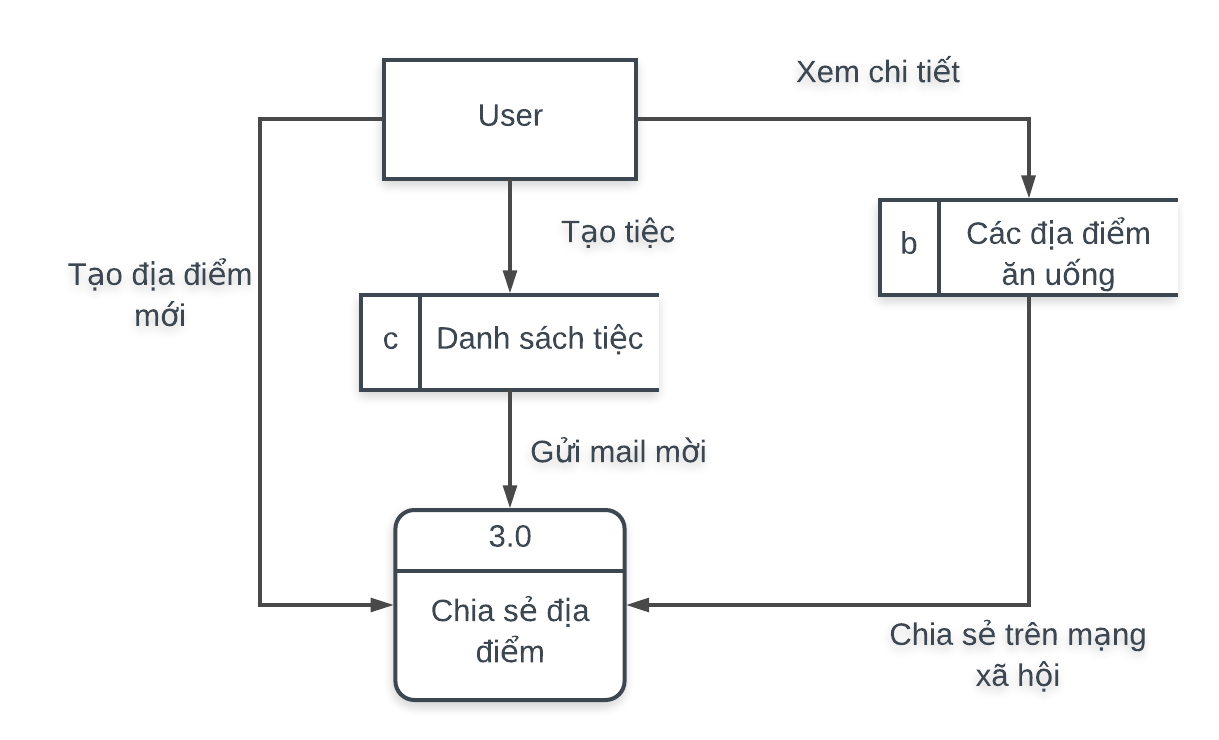 Xem chi tiết
User
Tạo tiệc
b
Các địa điểm
ăn uống
Tạo địa điểm
mới
c
Danh sách tiệc
Gửi mail mời
3.0
Chia sẻ địa
điểm
Chia sẻ trên mạng
xã hội